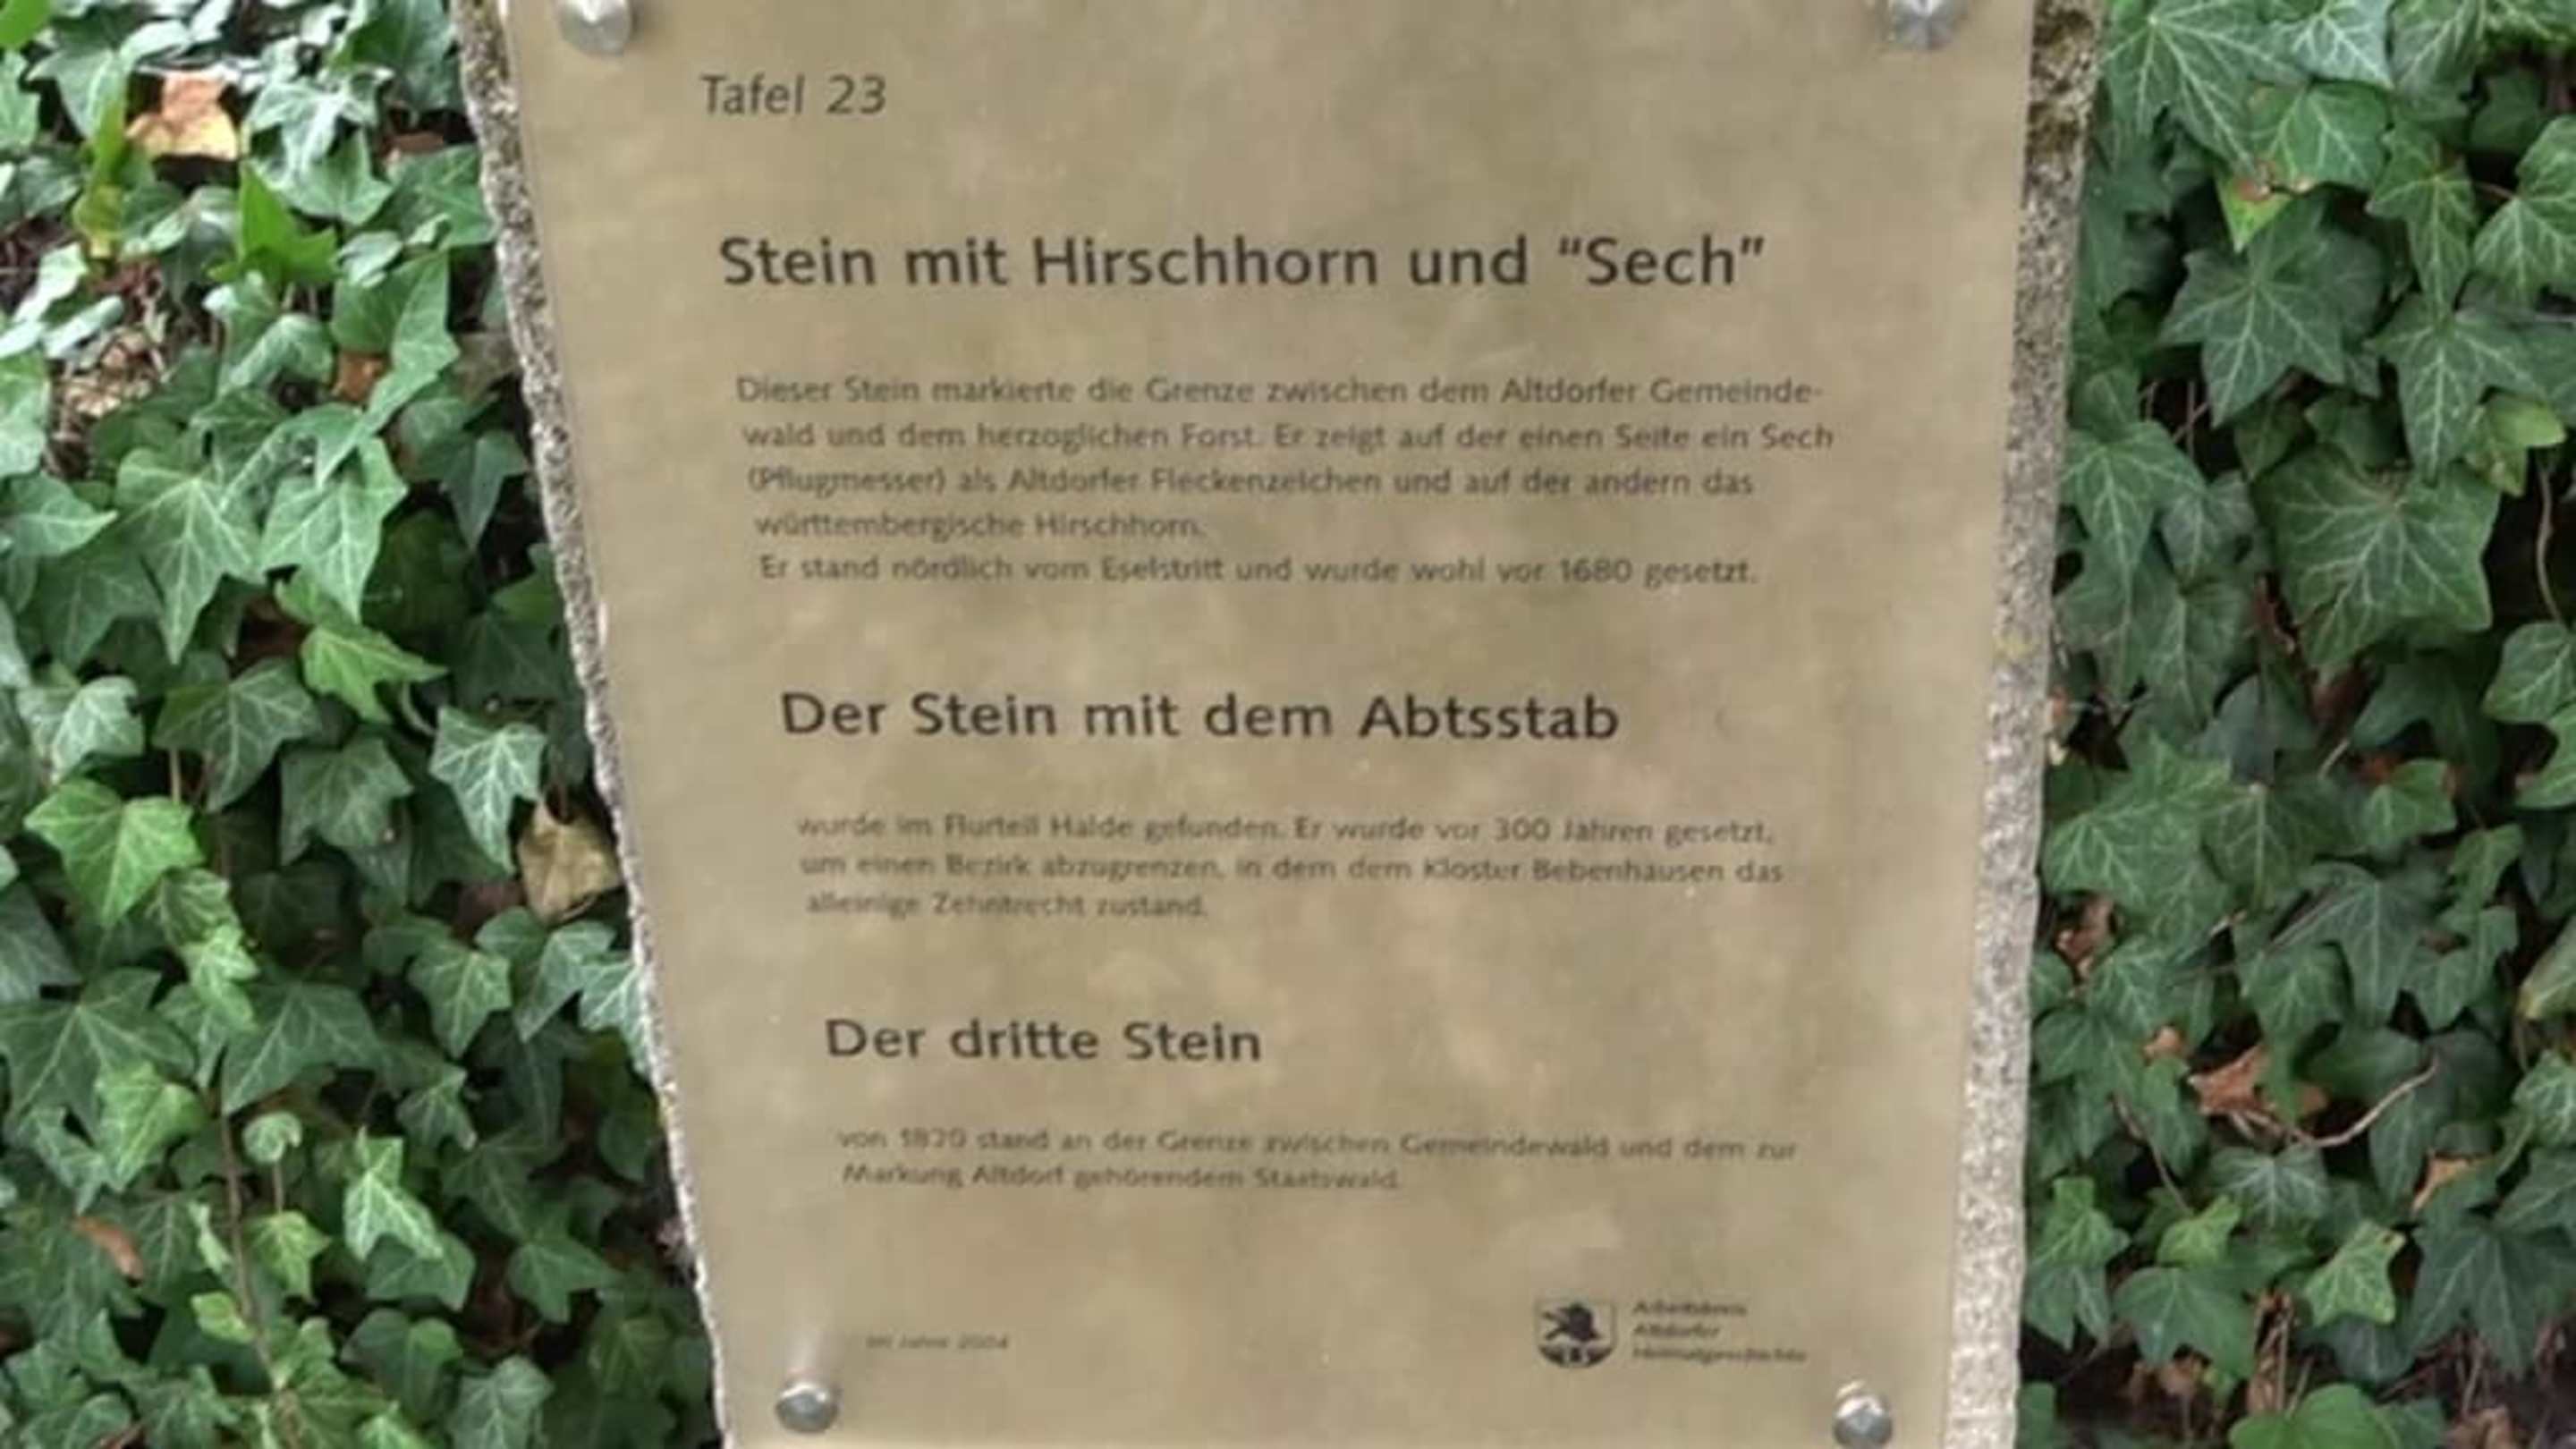 Tafel 23
Stein mit Hirschhorn und "Sech"
Dieser Stein markierte die Grenze zwischen dem Altdorfer Gemeinde-
wald und dem herzoglichen Forst. Er zeigt auf der einen Seite ein Sech
(Pflugmesser) als Altdorfer Fleckenzeichen und auf der andern das
württembergische Hirschhorn.
Er stand nördlich vom Eselstritt und wurde wohl vor 1680 gesetzt.
Der Stein mit dem Abtsstab
wurde im Flurteil Halde gefunden. Er wurde vor 300 Jahren gesetzt,
um einen Bezirk abzugrenzen, in dem dem Kloster Bebenhausen das
alleinige Zehntrecht zustand.
Der dritte Stein
von 1820 stand an der Grenze zwischen Gemeindewald und dem zur
Markung Altdorf gehörendem Staatswald.
im Jahre 2004
Arbeitskreis
Altdorfer
Heimatgeschichte